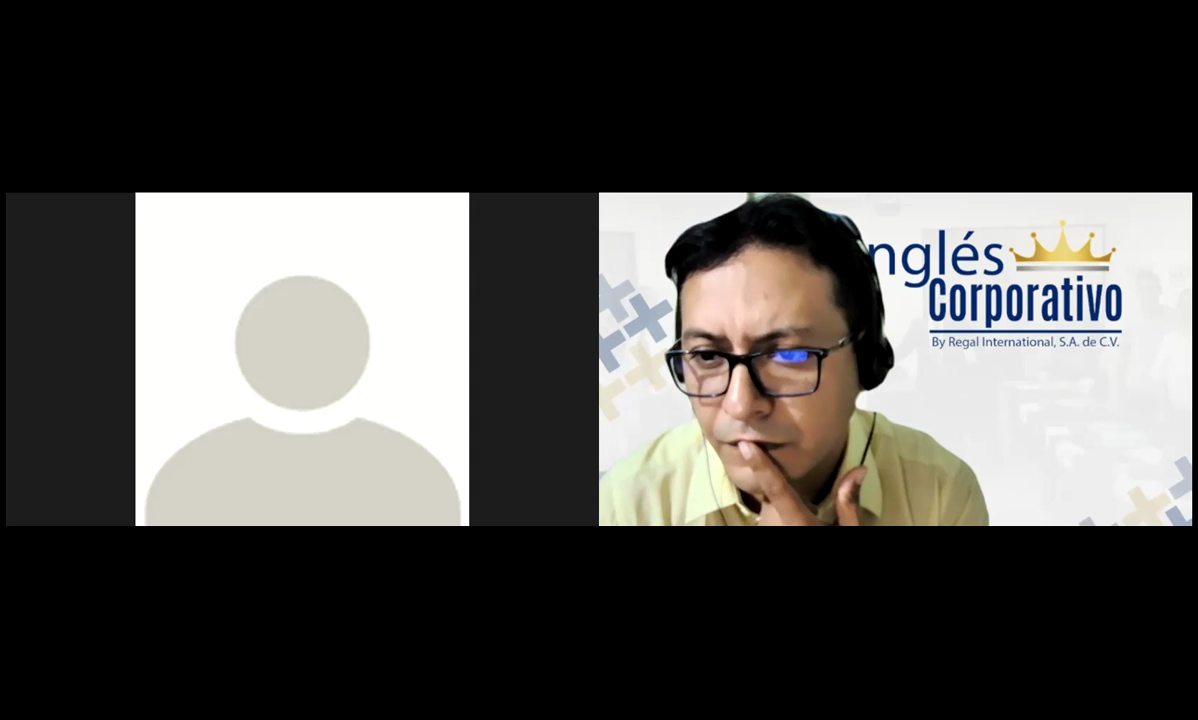 nglés
Corporativo
By Regal International, S.A. de C.V.